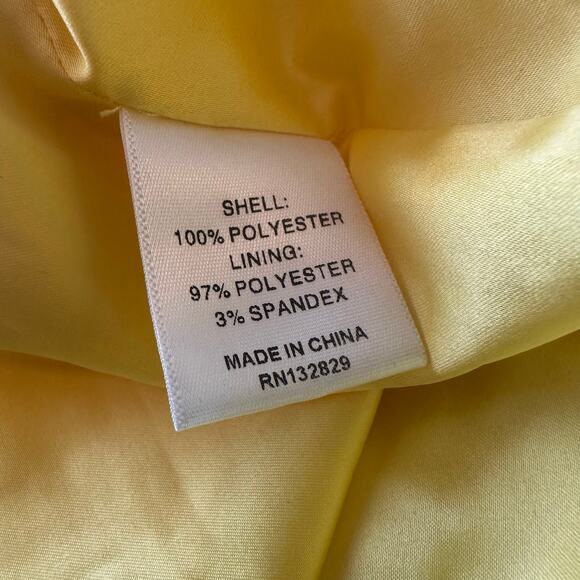 SHELL:
100% POLYESTER
LINING:
97% POLYESTER
3% SPANDEX
MADE IN CHINA
RN132829